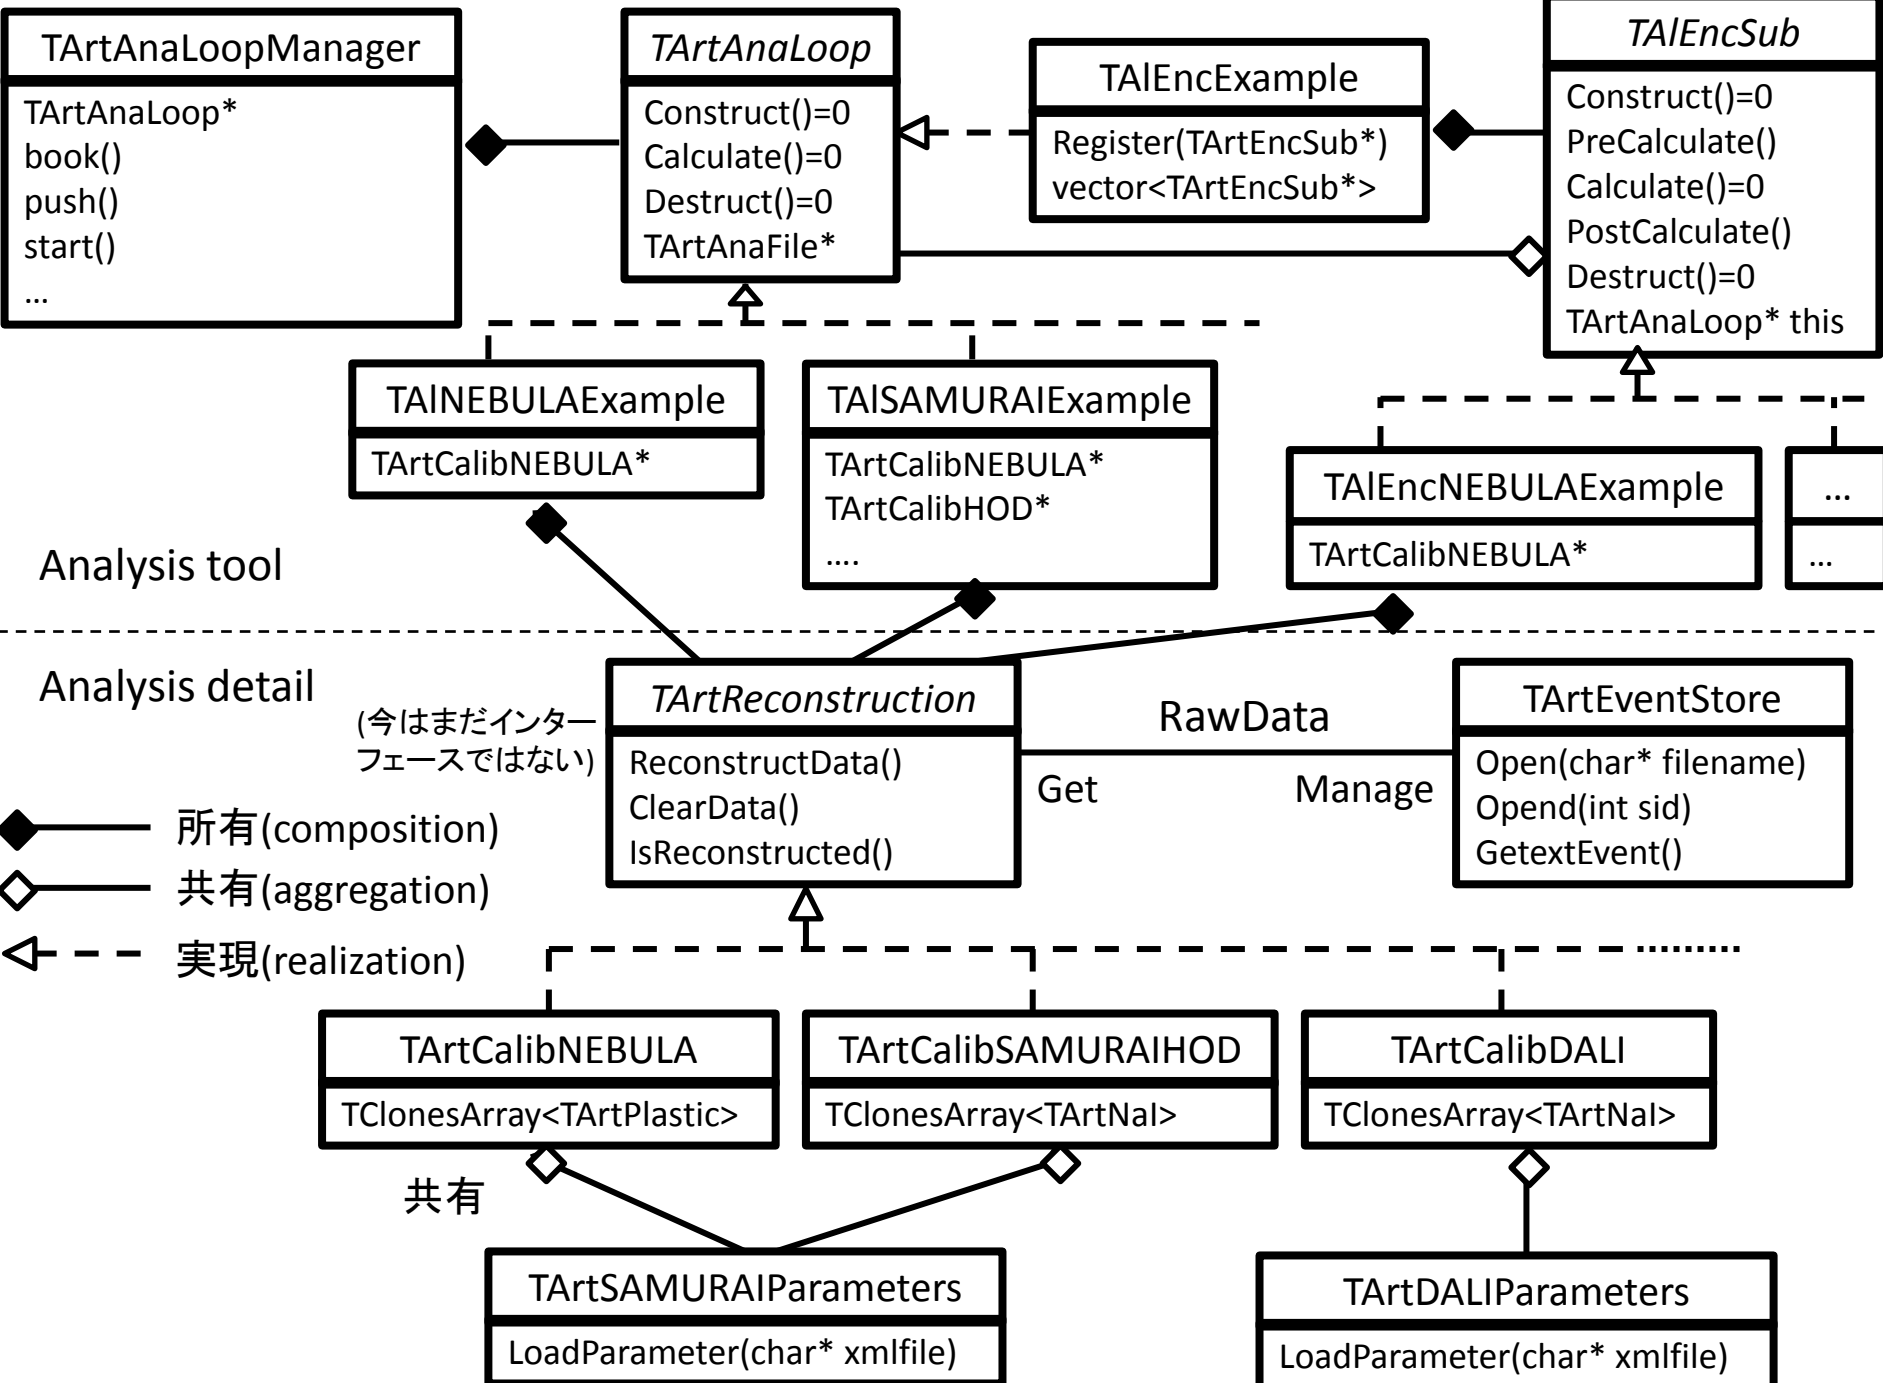 TArtAnaLoopManager
TArtAnaLoop*
book()
push()
start()
...
TArtAnaLoop
Construct()=0
Calculate()=0
Destruct()=0
TArtAnaFile*
TAlEncExample
Register(TArtEncSub*)
vector<TArtEncSub*>
TAlEncSub
Construct()=0
PreCalculate()
Calculate()=0
PostCalculate()
Destruct()=0
TArtAnaLoop* this
TAlNEBULAExample
TArtCalibNEBULA*
TAlSAMURAIExample
TArtCalibNEBULA*
TArtCalibHOD*
....
TAlEncNEBULAExample
TArtCalibNEBULA*
...
...
Analysis tool
Analysis detail
(今はまだインター
フェースではない)
TArtReconstruction
ReconstructData()
ClearData()
IsReconstructed()
RawData
Get
Manage
TArtEventStore
Open(char* filename)
Opend(int sid)
GetextEvent()
所有(composition)
共有(aggregation)
実現(realization)
TArtCalibNEBULA
TClonesArray<TArtPlastic>
TArtCalibSAMURAIHOD
TClonesArray<TArtNaI>
TArtCalibDALI
TClonesArray<TArtNaI>
共有
TArtSAMURAIParameters
LoadParameter(char* xmlfile)
TArtDALIParameters
LoadParameter(char* xmlfile)